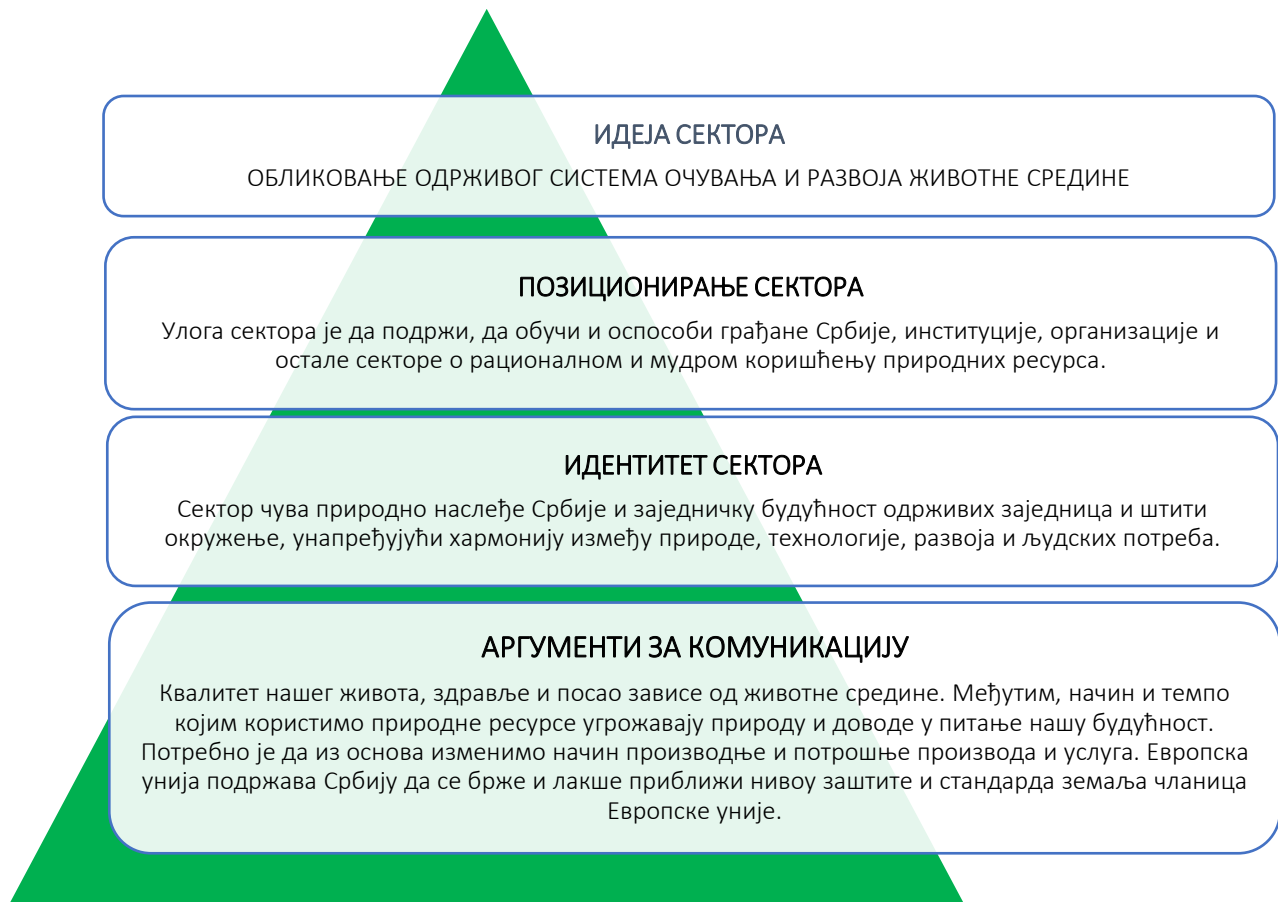 ИДЕЈА СЕКТОРА
ОБЛИКОВАЊЕ ОДРЖИВОГ СИСТЕМА ОЧУВАЊА И РАЗВОЈА ЖИВОТНЕ СРЕДИНЕ
ПОЗИЦИОНИРАЊЕ СЕКТОРА
Улога сектора је да подржи, да обучи и оспособи грађане Србије, институције, организације и
остале секторе о рационалном и мудром коришћењу природних ресурса.
ИДЕНТИТЕТ СЕКТОРА
Сектор чува природно наслеђе Србије и заједничку будућност одрживих заједница и штити
окружење, унапређујући хармонију између природе, технологије, развоја и људских потреба.
АРГУМЕНТИ ЗА КОМУНИКАЦИЈУ
Квалитет нашег живота, здравље и посао зависе од животне средине. Међутим, начин и темпо
којим користимо природне ресурсе угрожавају природу и доводе у питање нашу будућност.
Потребно је да из основа изменимо начин производње и потрошње производа и услуга. Европска
унија подржава Србију да се брже и лакше приближи нивоу заштите и стандарда земаља чланица
Европске уније.